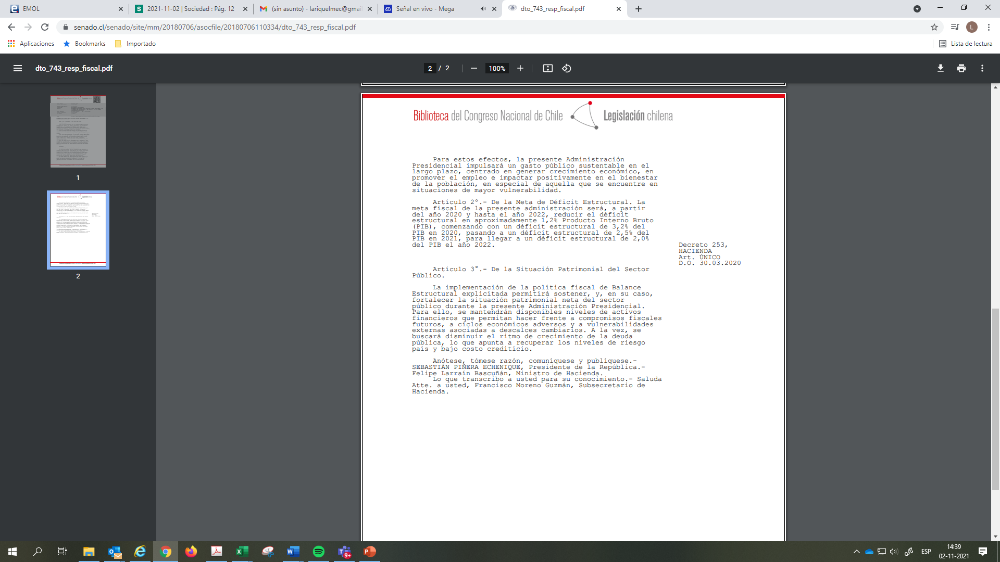 EMOL
2021-11-02 | Sociedad : Pág. 12
(sin asunto) - lariquelmec@gmai
Señal en vivo - Mega
dto_743_resp_fiscal.pdf
senado.cl/senado/site/mm/20180706/asocfile/20180706110334/dto_743_resp_fiscal.pdf
L
Aplicaciones
Bookmarks
Importado
Lista de lectura
dto_743_resp_fiscal.pdf
2 / 2
100%
1
2
Biblioteca del Congreso Nacional de Chile
Legislación chilena
Para estos efectos, la presente Administración
Presidencial impulsará un gasto público sustentable en el
largo plazo, centrado en generar crecimiento económico, en
promover el empleo e impactar positivamente en el bienestar
de la población, en especial de aquella que se encuentre en
situaciones de mayor vulnerabilidad.
Artículo 2°.- De la Meta de Déficit Estructural. La
meta fiscal de la presente administración será, a partir
del año 2020 y hasta el año 2022, reducir el déficit
estructural en aproximadamente 1,2% Producto Interno Bruto
(PIB), comenzando con un déficit estructural de 3,2% del
PIB en 2020, pasando a un déficit estructural de 2,5% del
PIB en 2021, para llegar a un déficit estructural de 2,0%
del PIB el año 2022.
Decreto 253,
HACIENDA
Art. ÚNICO
D.O. 30.03.2020
Artículo 3°.- De la Situación Patrimonial del Sector
Público.
La implementación de la política fiscal de Balance
Estructural explicitada permitirá sostener, y, en su caso,
fortalecer la situación patrimonial neta del sector
público durante la presente Administración Presidencial.
Para ello, se mantendrán disponibles niveles de activos
financieros que permitan hacer frente a compromisos fiscales
futuros, a ciclos económicos adversos y a vulnerabilidades
externas asociadas a descalces cambiarios. A la vez, se
buscará disminuir el ritmo de crecimiento de la deuda
pública, lo que apunta a recuperar los niveles de riesgo
país y bajo costo crediticio.
Anótese, tómese razón, comuníquese y publíquese.-
SEBASTIÁN PIÑERA ECHENIQUE, Presidente de la República.-
Felipe Larraín Bascuñán, Ministro de Hacienda.
Lo que transcribo a usted para su conocimiento.- Saluda
Atte. a usted, Francisco Moreno Guzmán, Subsecretario de
Hacienda.
9+
ESP
14:39
02-11-2021